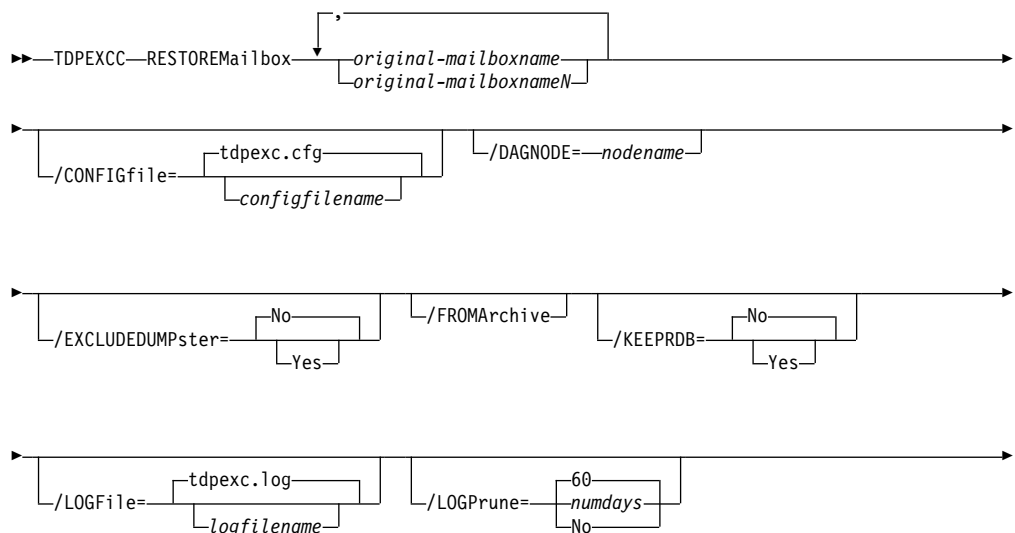 ,
TDPEXCC RESTOREMailbox original-mailboxname
original-mailboxnameN
/CONFIGfile= tdpexc.cfg
configfilename
/DAGNODE= nodename
/EXCLUDEDUMPster= No
Yes
/FROMArchive
/KEEPRDB= No
Yes
/LOGFile= tdpexc.log
logfilename
/LOGPrune= 60
numdays
No